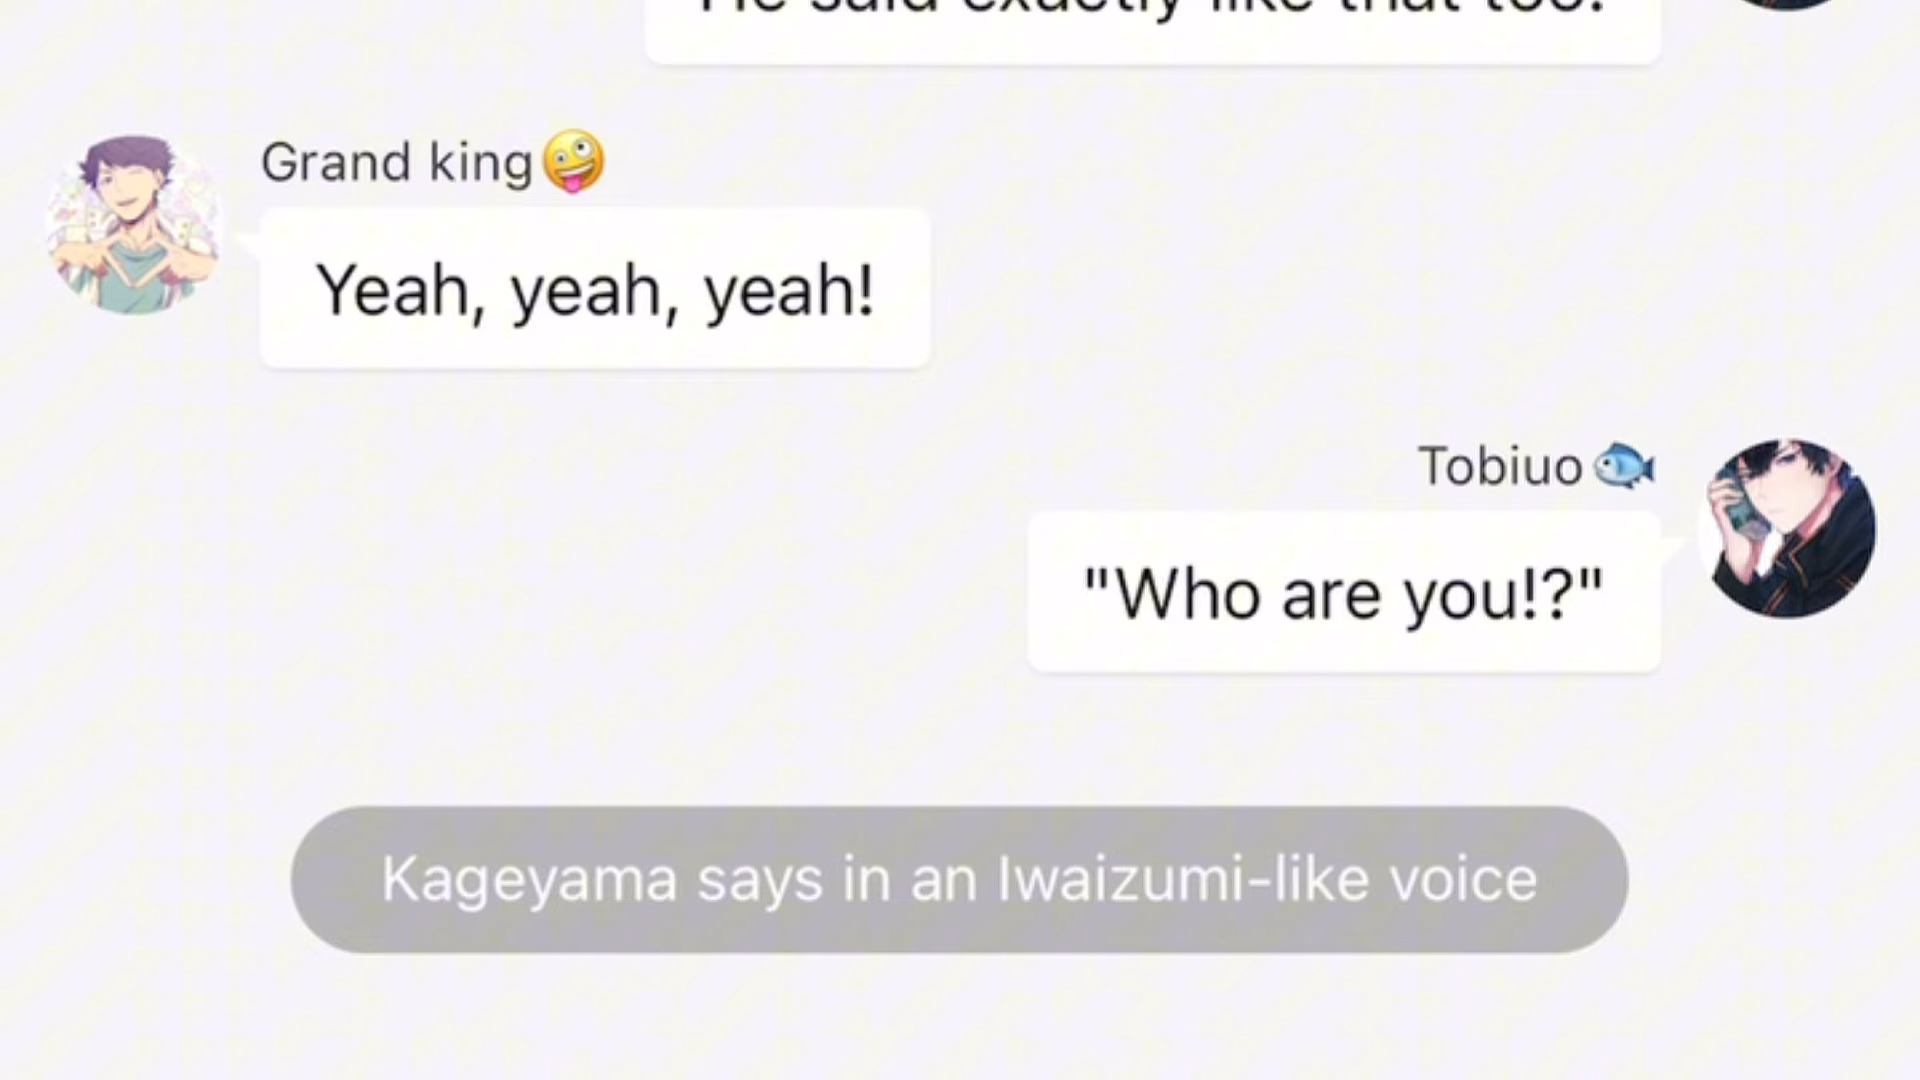 He said exactly like that too!
Grand king🤪
Yeah, yeah, yeah!
Tobiuo🐟
"Who are you!?"
Kageyama says in an Iwaizumi-like voice